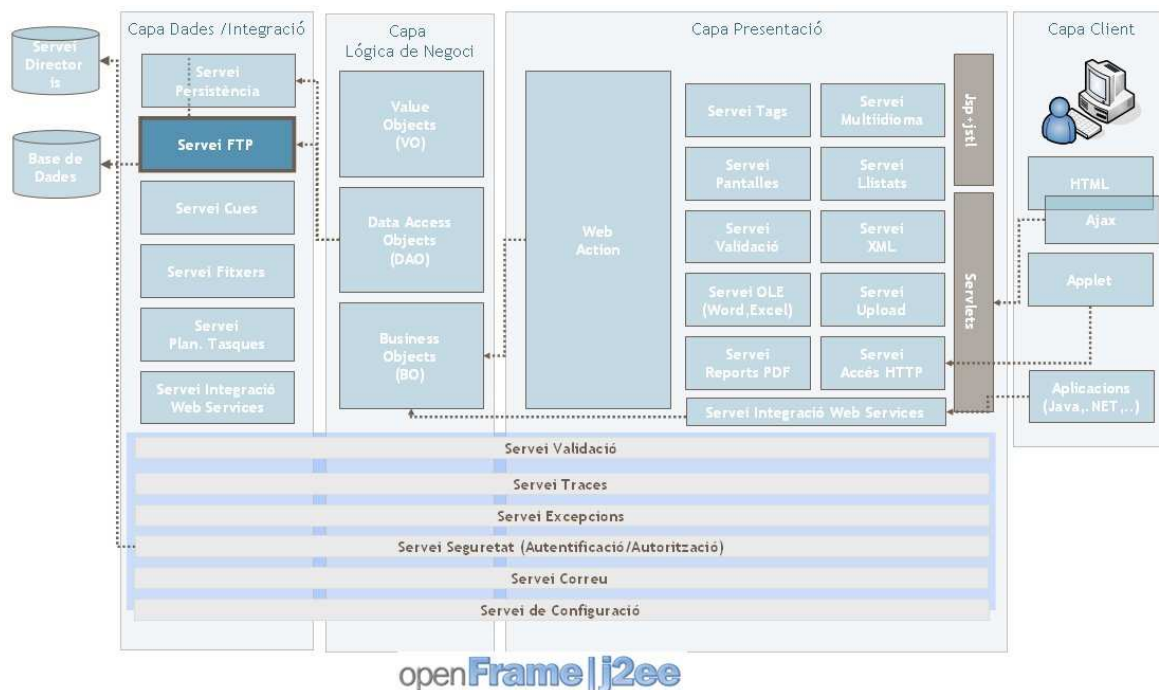 Servei
Director
is
Base de
Dades
Capa Dades /Integració
Servei
Persistència
Servei FTP
Servei Cues
Servei Fitxers
Servei
Plan. Tasques
Servei Integració
Web Services
Capa
Lógica de Negoci
Value
Objects
(VO)
Data Access
Objects
(DAO)
Business
Objects
(BO)
Capa Presentació
Web
Action
Servei Tags
Servei
Multiidioma
Servei
Pantalles
Servei
Llistats
Servei
Validació
Servei
XML
Servei OLE
(Word,Excel)
Servei
Upload
Servei
Reports PDF
Servei
Accés HTTP
Servei Integració Web Services
Jsp+jstl
Servlets
Capa Client
HTML
Ajax
Applet
Aplicacions
(Java,.NET,..)
Servei Validació
Servei Traces
Servei Excepcions
Servei Seguretat (Autentificació/Autorització)
Servei Correu
Servei de Configuració
openFrame|j2ee